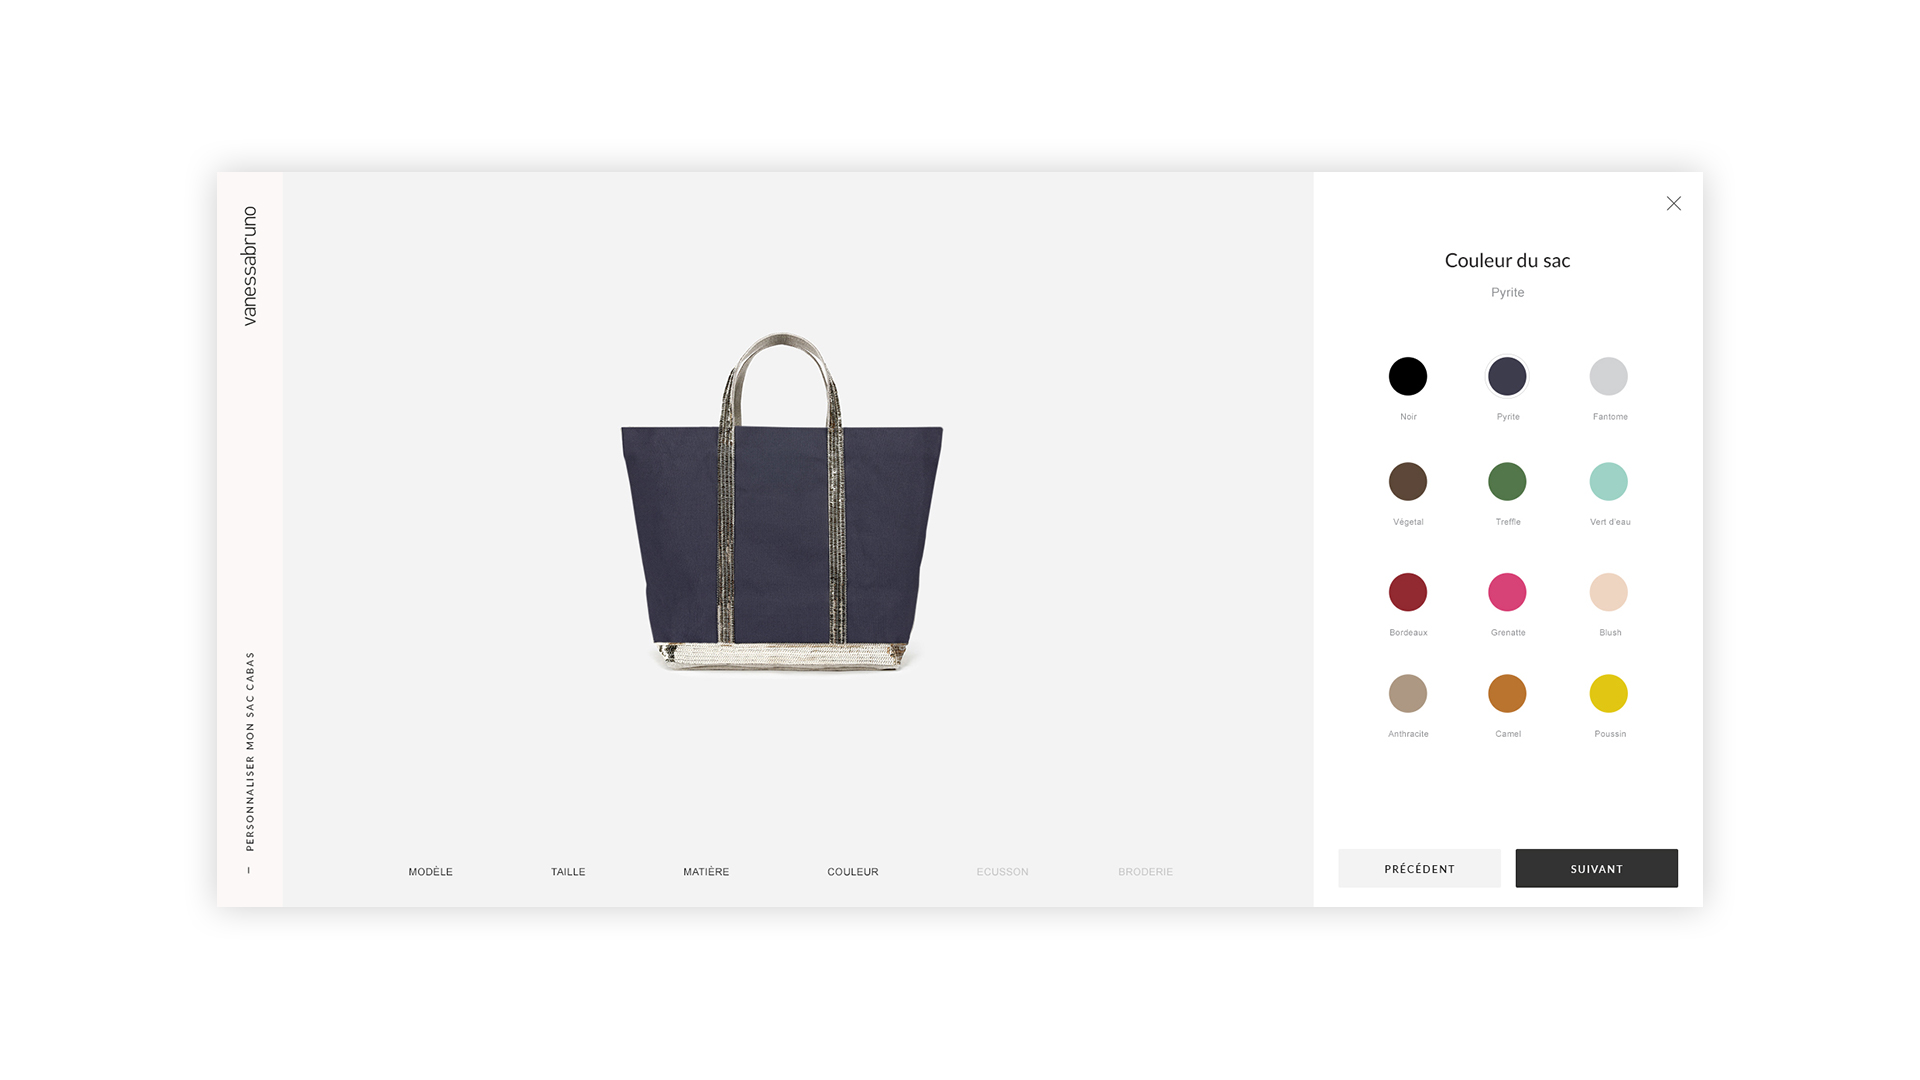 vanessabruno
— PERSONNALISER MON SAC CABAS
MODÈLE
TAILLE
MATIÈRE
COULEUR
ECUSSON
BRODERIE
Couleur du sac
Pyrite
Noir
Pyrite
Fantome
Végetal
Treffle
Vert d'eau
Bordeaux
Grenatte
Blush
Anthracite
Camel
Poussin
PRÉCÉDENT
SUIVANT